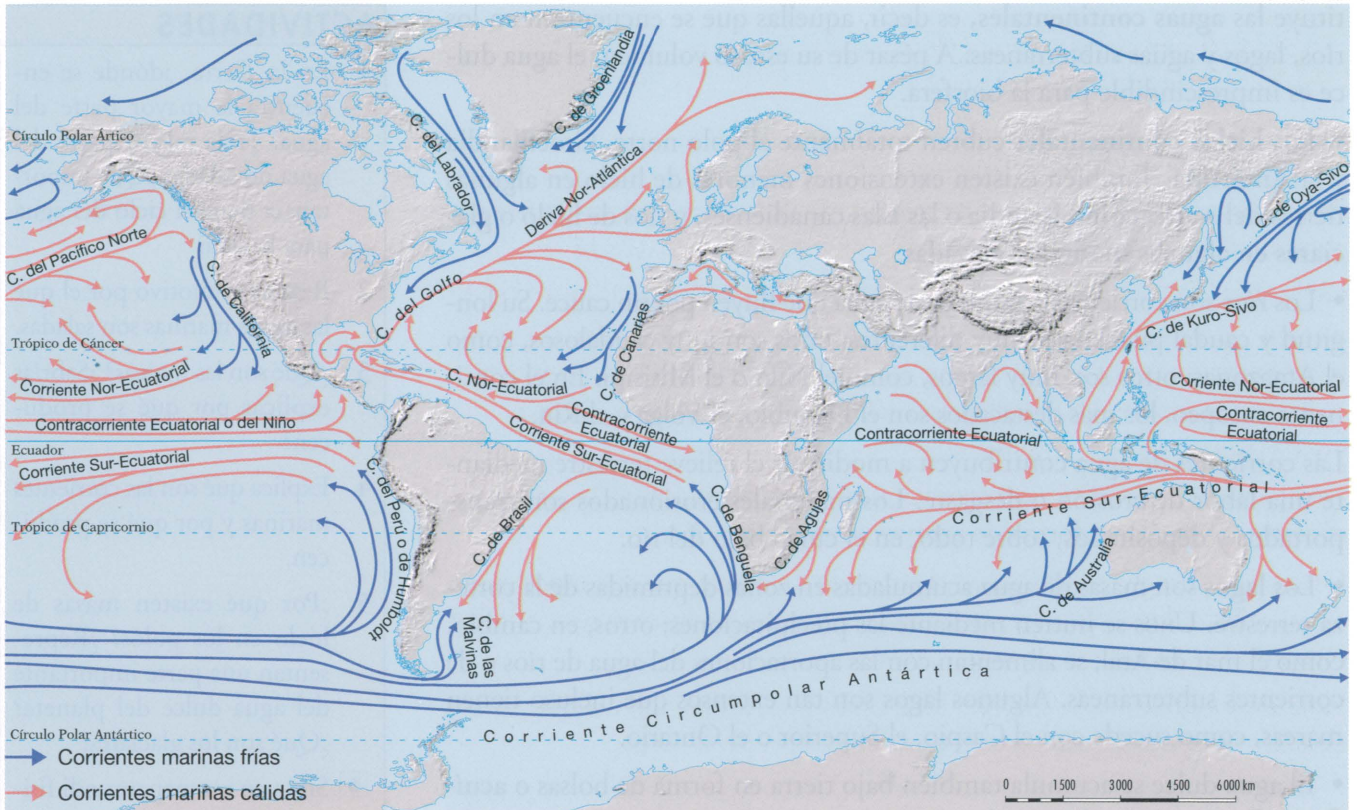 Círculo Polar Ártico
C. de Groenlandia
C. del Labrador
Deriva Nor-Atlántica
C. de Oya-Sivo
C. del Pacífico Norte
C. de California
C. del Golfo
C. de Canarias
C. de Kuro-Sivo
Trópico de Cáncer
Corriente Nor-Ecuatorial
C. Nor-Ecuatorial
Corriente Nor-Ecuatorial
Contracorriente Ecuatorial o del Niño
Contracorriente
Ecuatorial
Contracorriente Ecuatorial
Contracorriente
Ecuatorial
Ecuador
Corriente Sur-Ecuatorial
Corriente Sur-Ecuatorial
Corriente Sur-Ecuatorial
Trópico de Capricornio
C. del Perú o de Humboldt
C. de Brasil
C. de Benguela
C. de Agujas
C. de Australia
C. de las
Malvinas
Corriente Circumpolar Antártica
Círculo Polar Antártico
Corrientes marinas frías
Corrientes marinas cálidas
1500 3000 4500 6000 km